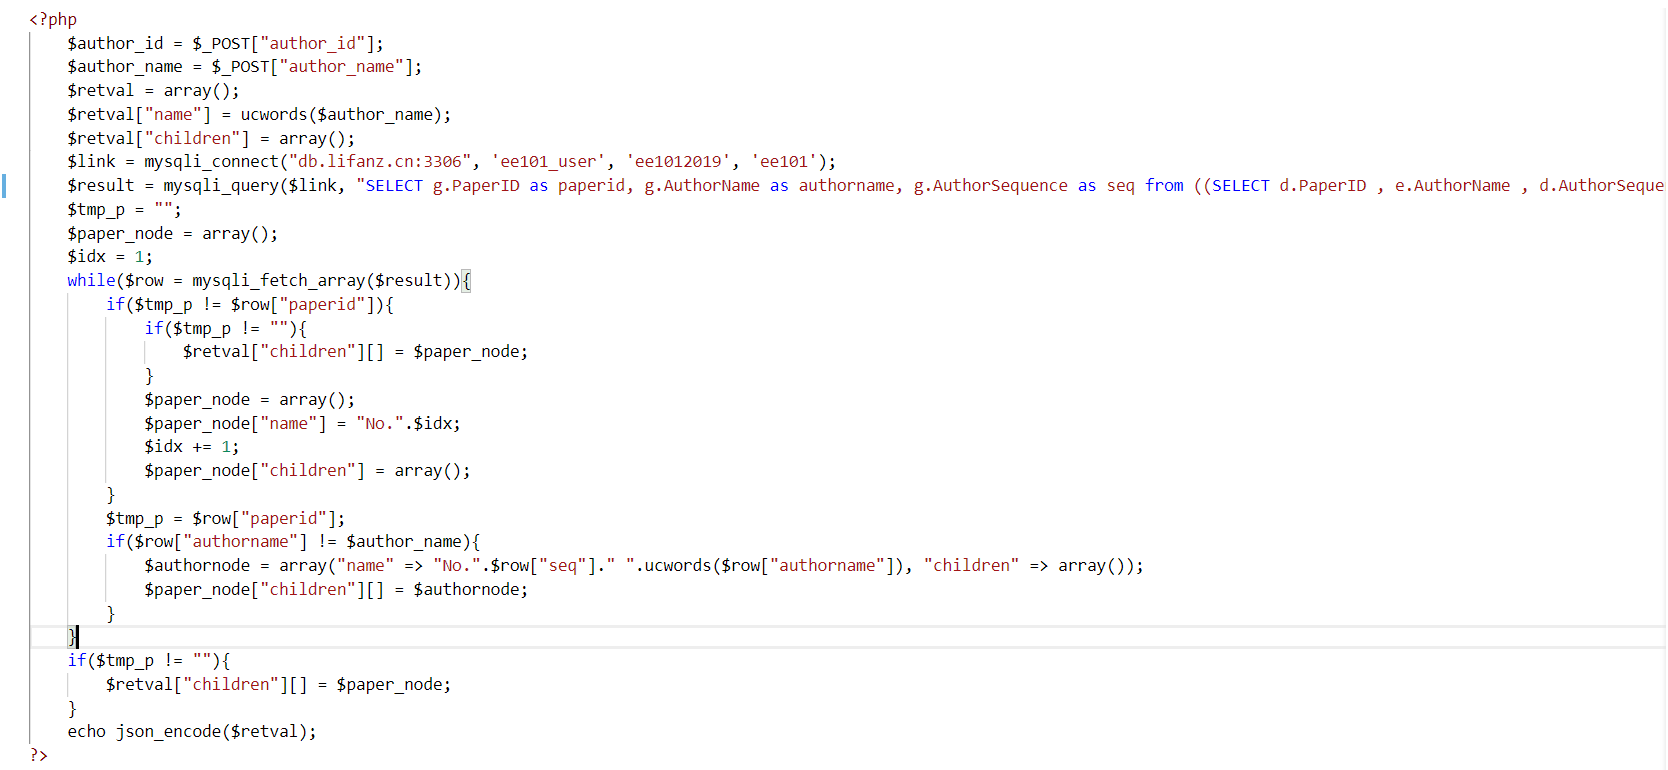 <?php
$author_id = $_POST["author_id"];
$author_name = $_POST["author_name"];
$retval = array();
$retval["name"] = ucwords($author_name);
$retval["children"] = array();
$link = mysqli_connect("db.lifanz.cn:3306", 'ee101_user', 'ee1012019', 'ee101');
$result = mysqli_query($link, "SELECT g.PaperID as paperid, g.AuthorName as authorname, g.AuthorSequence as seq from ((SELECT d.PaperID , e.AuthorName , d.AuthorSeque
$tmp_p = "";
$paper_node = array();
$idx = 1;
while($row = mysqli_fetch_array($result)){
if($tmp_p != $row["paperid"]){
if($tmp_p != ""){
$retval["children"][] = $paper_node;
}
$paper_node = array();
$paper_node["name"] = "No.".$idx;
$idx += 1;
$paper_node["children"] = array();
}
$tmp_p = $row["paperid"];
if($row["authorname"] != $author_name){
$authornode = array("name" => "No.".$row["seq"]." ".ucwords($row["authorname"]), "children" => array());
$paper_node["children"][] = $authornode;
}
}
if($tmp_p != ""){
$retval["children"][] = $paper_node;
}
echo json_encode($retval);
?>